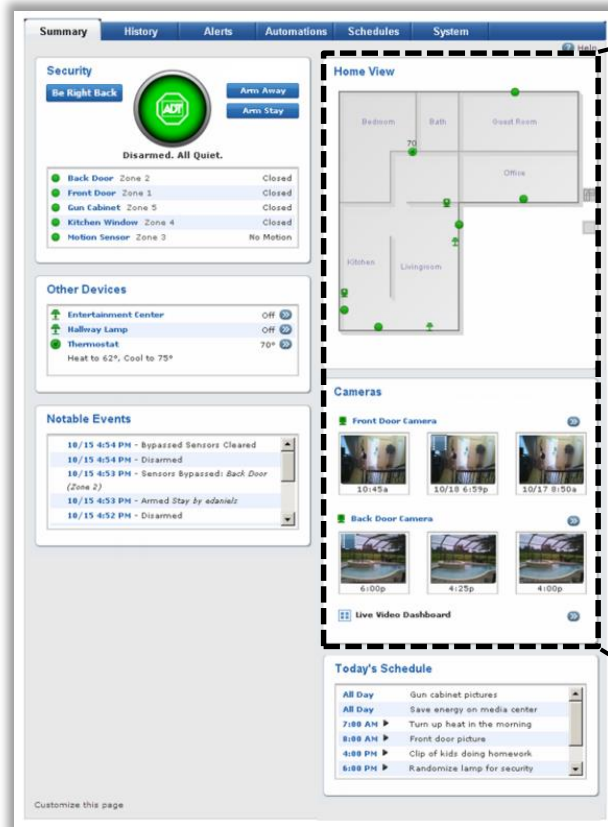 Summary History Alerts Automations Schedules System
Help
Security
Be Right Back
ADT
Arm Away
Arm Stay
Disarmed. All Quiet.
Back Door Zone 2 Closed
Front Door Zone 1 Closed
Gun Cabinet Zone 5 Closed
Kitchen Window Zone 4 Closed
Motion Sensor Zone 3 No Motion
Other Devices
Entertainment Center Off
Hallway Lamp Off
Thermostat 70°
Heat to 62°, Cool to 75°
Notable Events
10/15 4:54 PM - Bypassed Sensors Cleared
10/15 4:54 PM - Disarmed
10/15 4:53 PM - Sensors Bypassed: Back Door
(Zone 2)
10/15 4:53 PM - Armed Stay by edanielz
10/15 4:52 PM - Disarmed
Customize this page
Home View
Bedroom Bath Guest Room
70
Office
Kitchen Livingroom
Cameras
Front Door Camera
10:45a 10/18 6:59p 10/17 8:50a
Back Door Camera
6:00p 4:25p 4:00p
Live Video Dashboard
Today's Schedule
All Day Gun cabinet pictures
All Day Save energy on media center
7:00 AM Turn up heat in the morning
8:00 AM Front door picture
4:00 PM Clip of kids doing homework
6:00 PM Randomize lamp for security